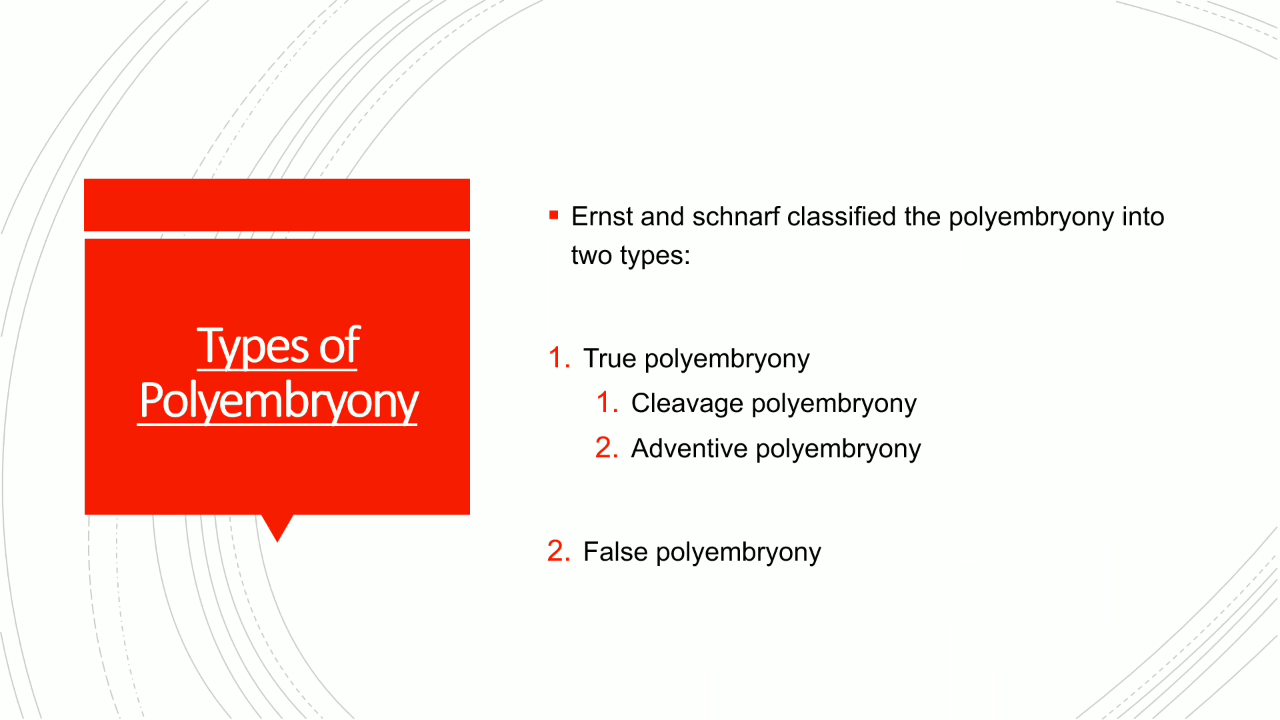 Types of
Polyembryony
▪ Ernst and schnarf classified the polyembryony into
two types:
1. True polyembryony
1. Cleavage polyembryony
2. Adventive polyembryony
2. False polyembryony